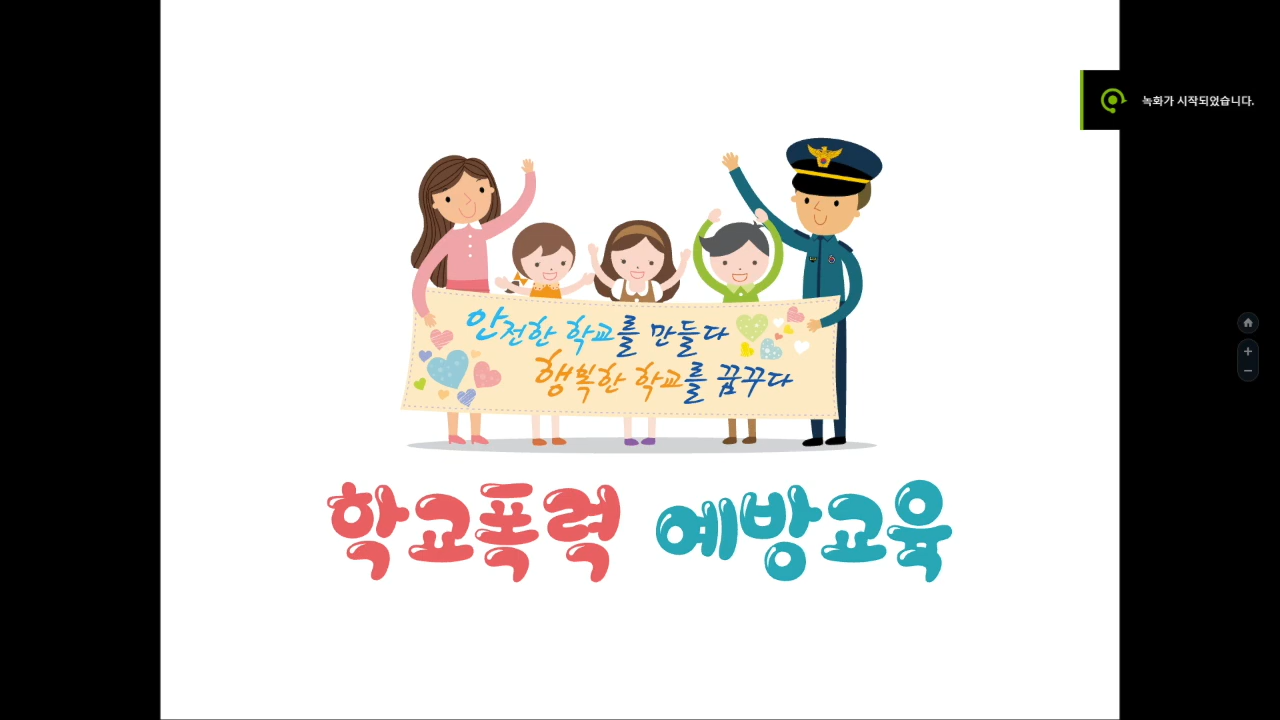 녹화가 시작되었습니다.
안전한 학교를 만들다
행복한 학교를 꿈꾸다
학교폭력 예방교육